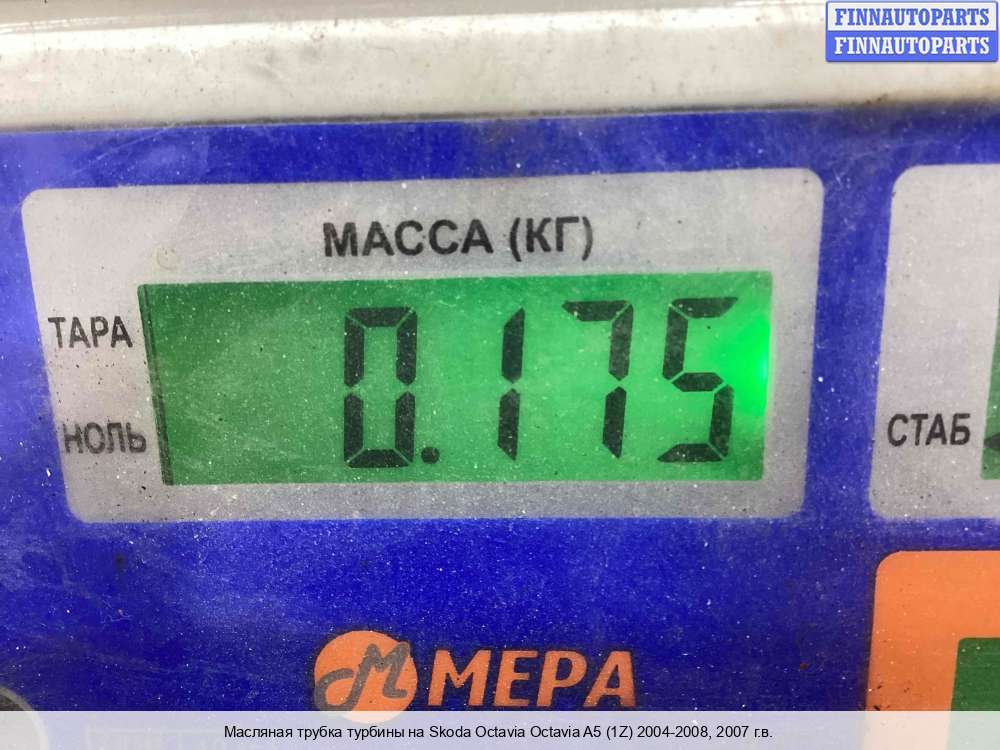 FINNAUTOPARTS
FINNAUTOPARTS
МАССА (КГ)
ТАРА
0.175
НОЛЬ
СТАБ
МЕРА
Масляная трубка турбины на Skoda Octavia Octavia A5 (1Z) 2004-2008, 2007 г.в.